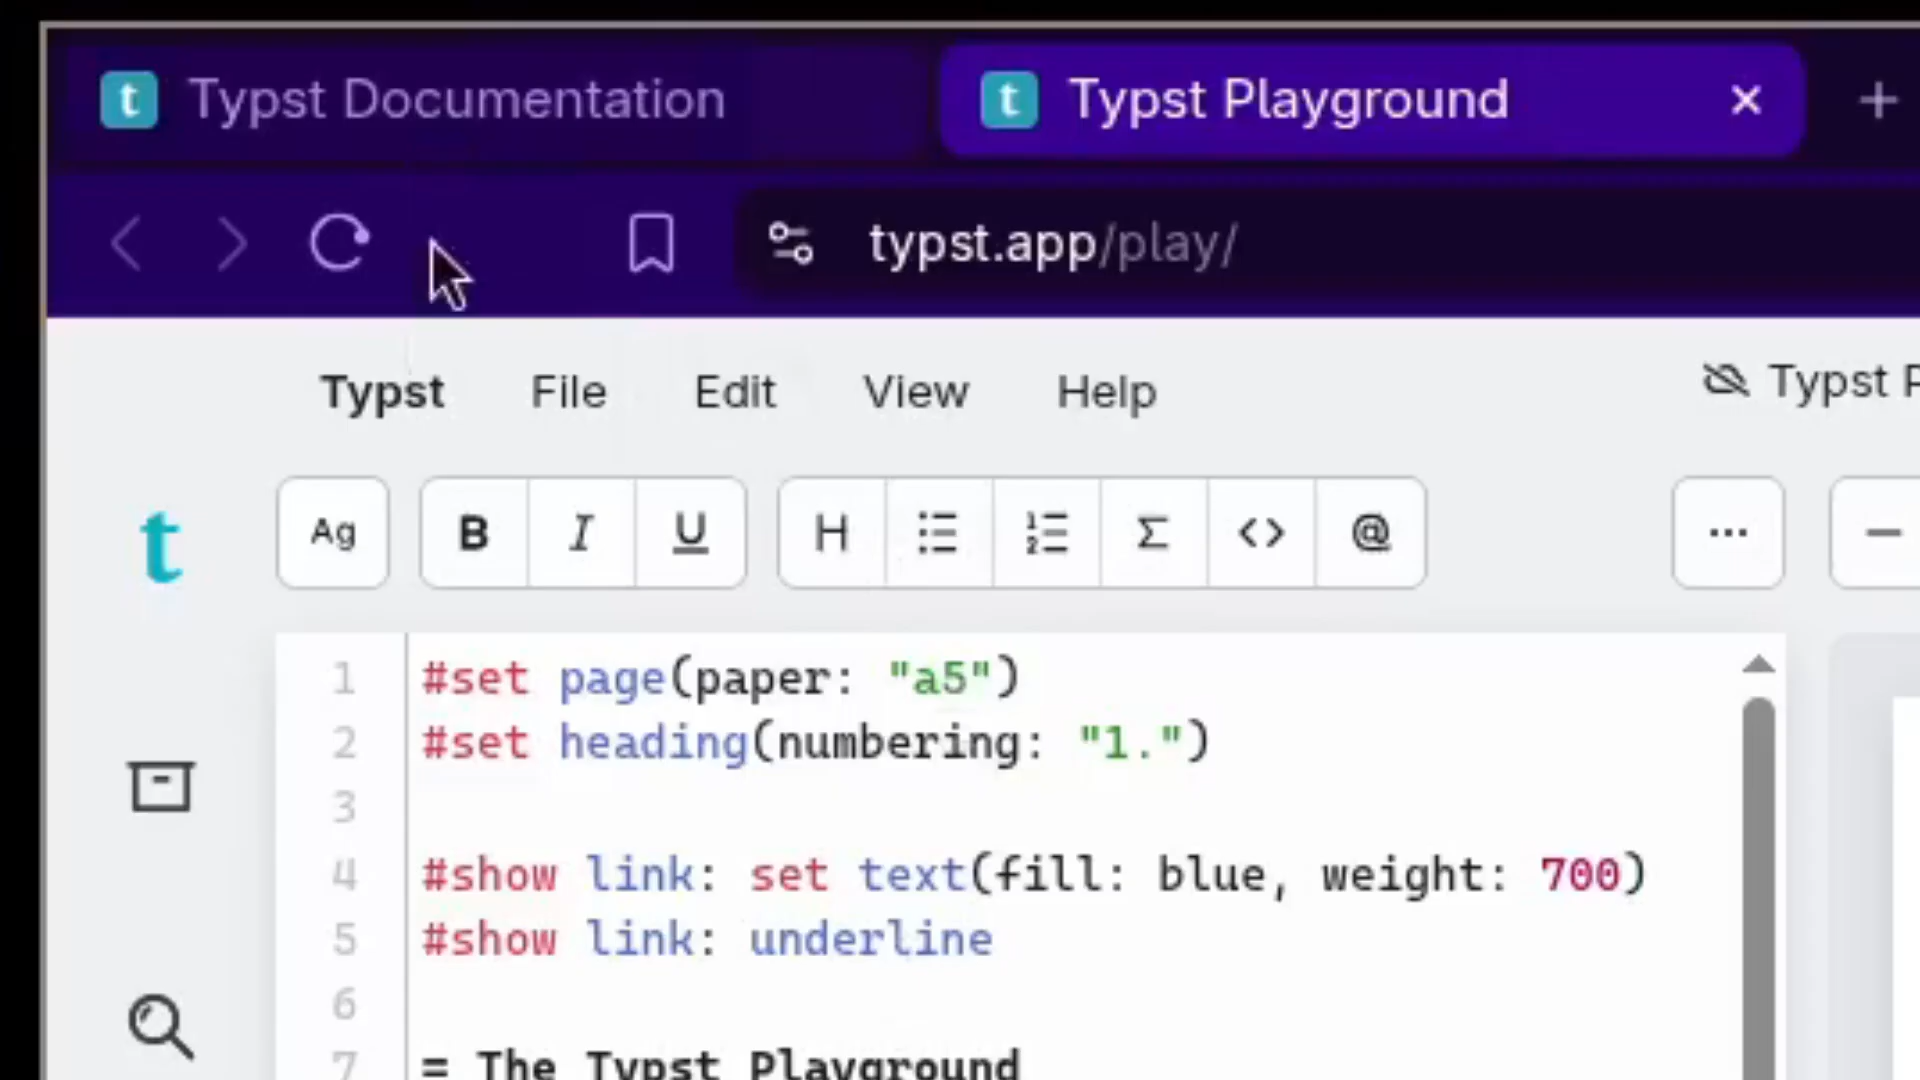 t Typst Documentation
t Typst Playground
typst.app/play/
Typst File Edit View Help
Typst P
t
Ag B I U H Σ <> @ ...
1 #set page(paper: "a5")
2 #set heading(numbering: "1.")
3
4 #show link: set text(fill: blue, weight: 700)
5 #show link: underline
6
7 = The Typst Playground